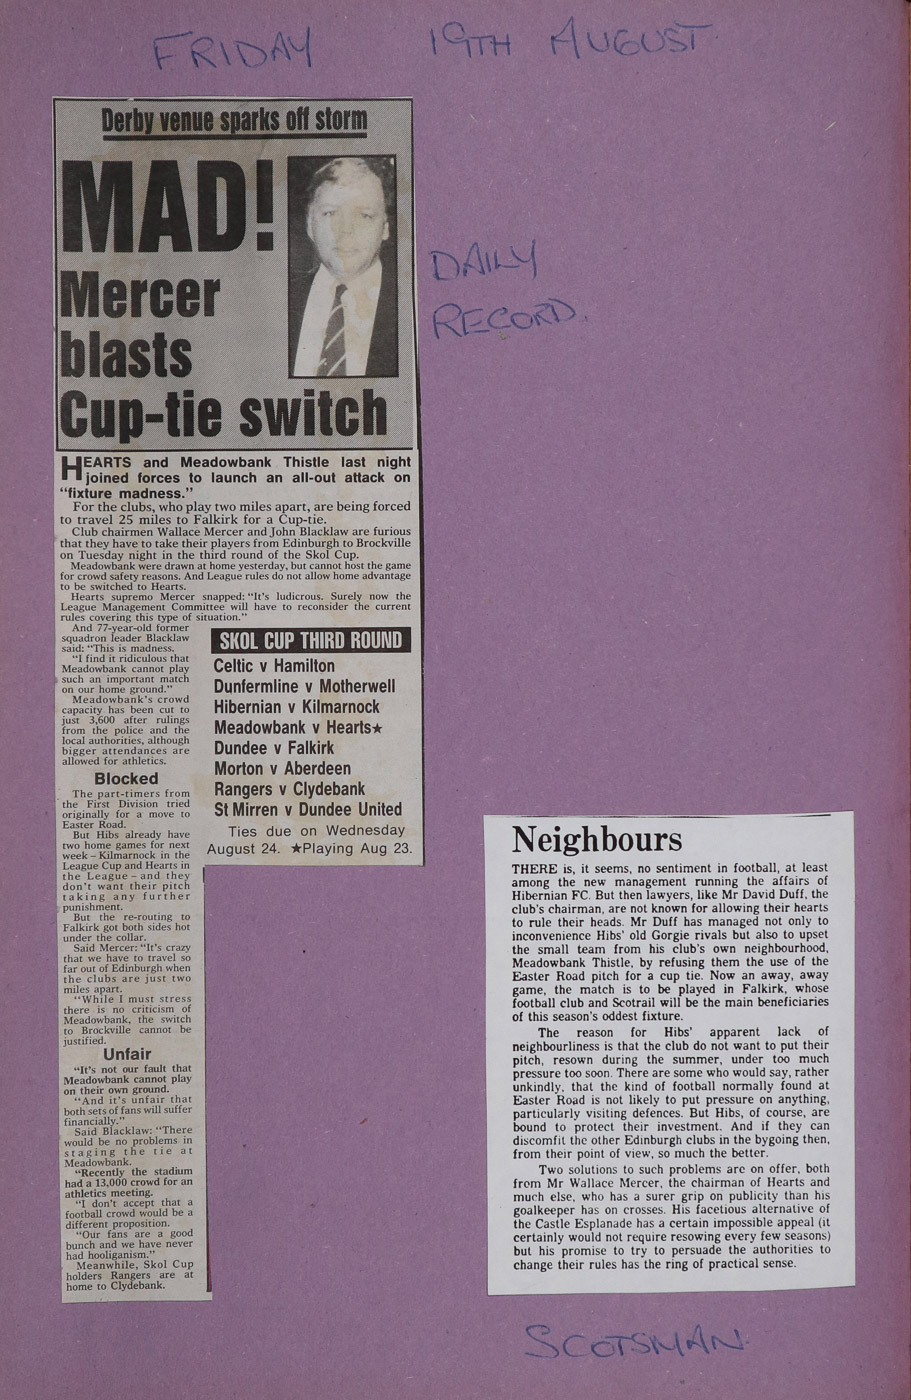 FRIDAY 19TH AUGUST
Derby venue sparks off storm
MAD!
Mercer
blasts
Cup-tie switch
DAILY
RECORD.
HEARTS and Meadowbank Thistle last night
joined forces to launch an all-out attack on
“fixture madness.”
For the clubs, who play two miles apart, are being forced
to travel 25 miles to Falkirk for a Cup-tie.
Club chairmen Wallace Mercer and John Blacklaw are furious
that they have to take their players from Edinburgh to Brockville
on Tuesday night in the third round of the Skol Cup.
Meadowbank were drawn at home yesterday, but cannot host the game
for crowd safety reasons. And League rules do not allow home advantage
to be switched to Hearts.
Hearts supremo Mercer snapped: “It's ludicrous. Surely now the
League Management Committee will have to reconsider the current
rules covering this type of situation.”
And 77-year-old former
squadron leader Blacklaw
said: “This is madness.
“I find it ridiculous that
Meadowbank cannot play
such an important match
on our home ground.”
Meadowbank's crowd
capacity has been cut to
just 3,600 after rulings
from the police and the
local authorities, although
bigger attendances are
allowed for athletics.
Blocked
The part-timers from
the First Division tried
originally for a move to
Easter Road.
But Hibs already have
two home games for next
week – Kilmarnock in the
League Cup and Hearts in
the League – and they
don't want their pitch
taking any further
punishment.
But the re-routing to
Falkirk got both sides hot
under the collar.
Said Mercer: “It's crazy
that we have to travel so
far out of Edinburgh when
the clubs are just two
miles apart.
“While I must stress
there is no criticism of
Meadowbank, the switch
to Brockville cannot be
justified.
Unfair
“It's not our fault that
Meadowbank cannot play
on their own ground.
“And it's unfair that
both sets of fans will suffer
financially.”
Said Blacklaw: “There
would be no problems in
staging the tie at
Meadowbank.
“Recently the stadium
had a 13,000 crowd for an
athletics meeting.
“I don't accept that a
football crowd would be a
different proposition.
“Our fans are a good
bunch and we have never
had hooliganism.”
Meanwhile, Skol Cup
holders Rangers are at
home to Clydebank.
SKOL CUP THIRD ROUND
Celtic v Hamilton
Dunfermline v Motherwell
Hibernian v Kilmarnock
Meadowbank v Hearts★
Dundee v Falkirk
Morton v Aberdeen
Rangers v Clydebank
St Mirren v Dundee United
Ties due on Wednesday
August 24. ★Playing Aug 23.
Neighbours
THERE is, it seems, no sentiment in football, at least
among the new management running the affairs of
Hibernian FC. But then lawyers, like Mr David Duff, the
club's chairman, are not known for allowing their hearts
to rule their heads. Mr Duff has managed not only to
inconvenience Hibs' old Gorgie rivals but also to upset
the small team from his club's own neighbourhood,
Meadowbank Thistle, by refusing them the use of the
Easter Road pitch for a cup tie. Now an away, away
game, the match is to be played in Falkirk, whose
football club and Scotrail will be the main beneficiaries
of this season's oddest fixture.
The reason for Hibs' apparent lack of
neighbourliness is that the club do not want to put their
pitch, resown during the summer, under too much
pressure too soon. There are some who would say, rather
unkindly, that the kind of football normally found at
Easter Road is not likely to put pressure on anything,
particularly visiting defences. But Hibs, of course, are
bound to protect their investment. And if they can
discomfit the other Edinburgh clubs in the bygoing then,
from their point of view, so much the better.
Two solutions to such problems are on offer, both
from Mr Wallace Mercer, the chairman of Hearts and
much else, who has a surer grip on publicity than his
goalkeeper has on crosses. His facetious alternative of
the Castle Esplanade has a certain impossible appeal (it
certainly would not require resowing every few seasons)
but his promise to try to persuade the authorities to
change their rules has the ring of practical sense.
SCOTSMAN